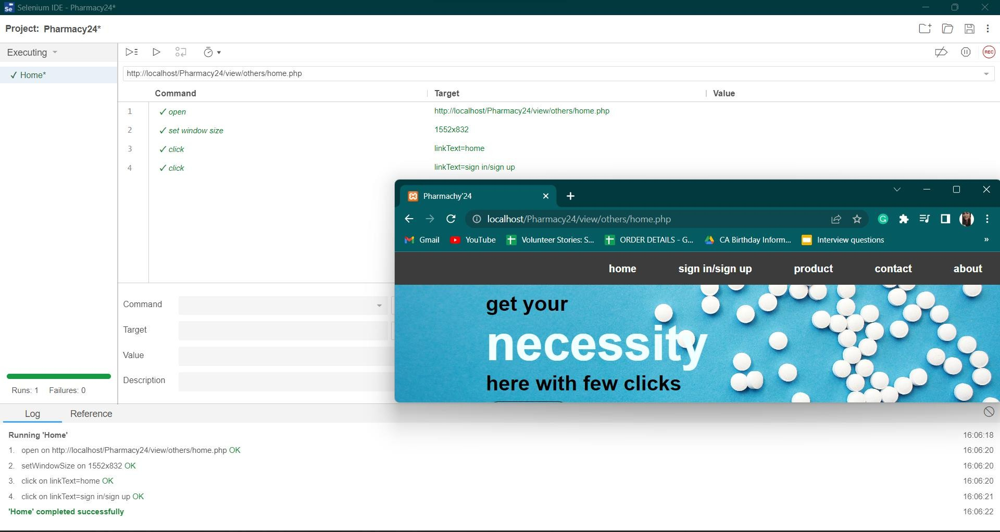 Se Selenium IDE - Pharmacy24*
Project: Pharmacy24*
Executing
REC
✓ Home*
http://localhost/Pharmacy24/view/others/home.php
Command Target Value
1 ✓ open http://localhost/Pharmacy24/view/others/home.php
2 ✓ set window size 1552x832
3 ✓ click linkText=home
4 ✓ click linkText=sign in/sign up
Pharmachy'24
localhost/Pharmacy24/view/others/home.php
Gmail YouTube Volunteer Stories: S... ORDER DETAILS - G... CA Birthday Inform... Interview questions »
home sign in/sign up product contact about
get your
necessity
here with few clicks
Command
Target
Value
Description
Runs: 1 Failures: 0
Log Reference
Running 'Home' 16:06:18
1. open on http://localhost/Pharmacy24/view/others/home.php OK 16:06:20
2. setWindowSize on 1552x832 OK 16:06:20
3. click on linkText=home OK 16:06:20
4. click on linkText=sign in/sign up OK 16:06:21
'Home' completed successfully 16:06:22